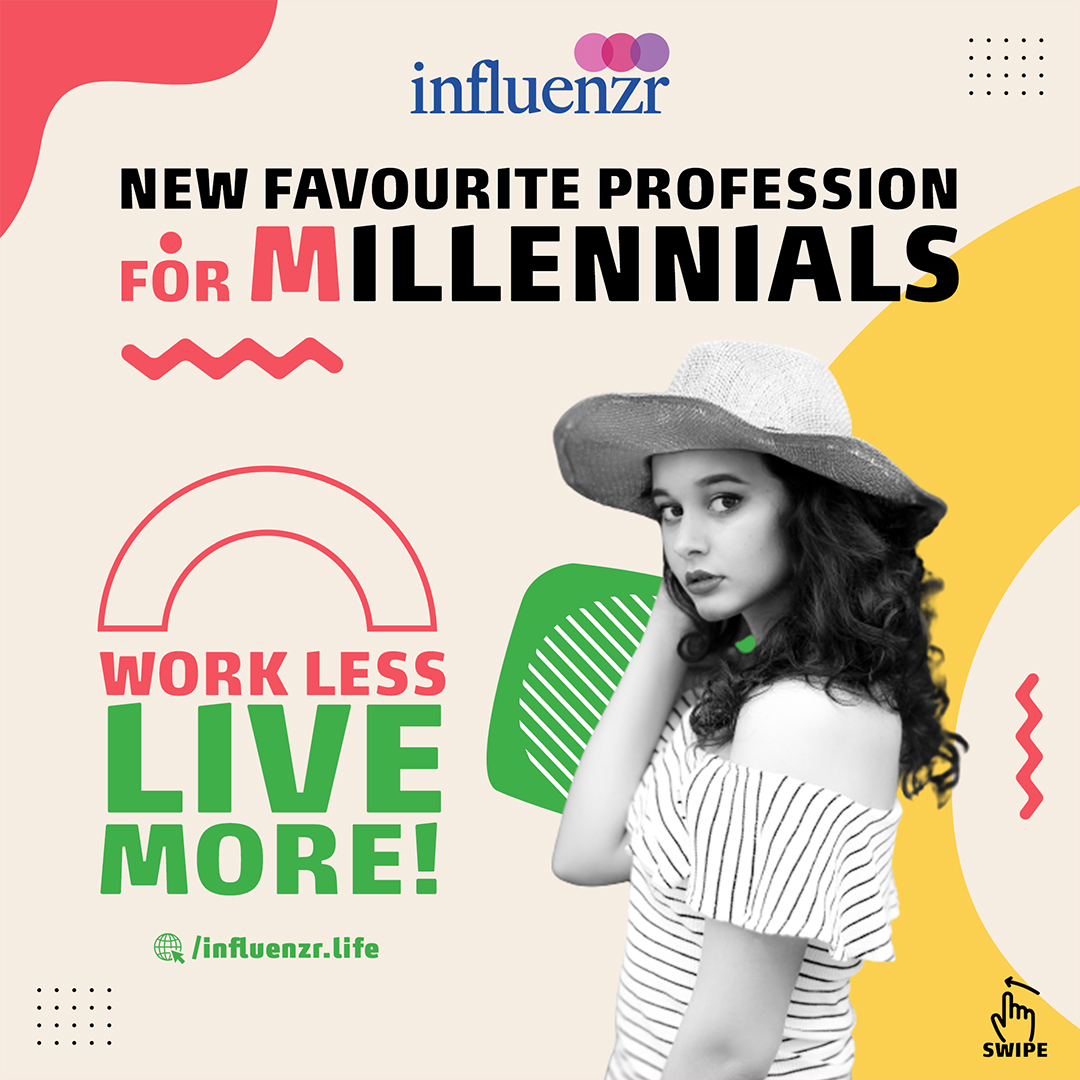 influenzr
NEW FAVOURITE PROFESSION
FOR MILLENNIALS
WORK LESS
LIVE
MORE!
/influenzr.life
SWIPE